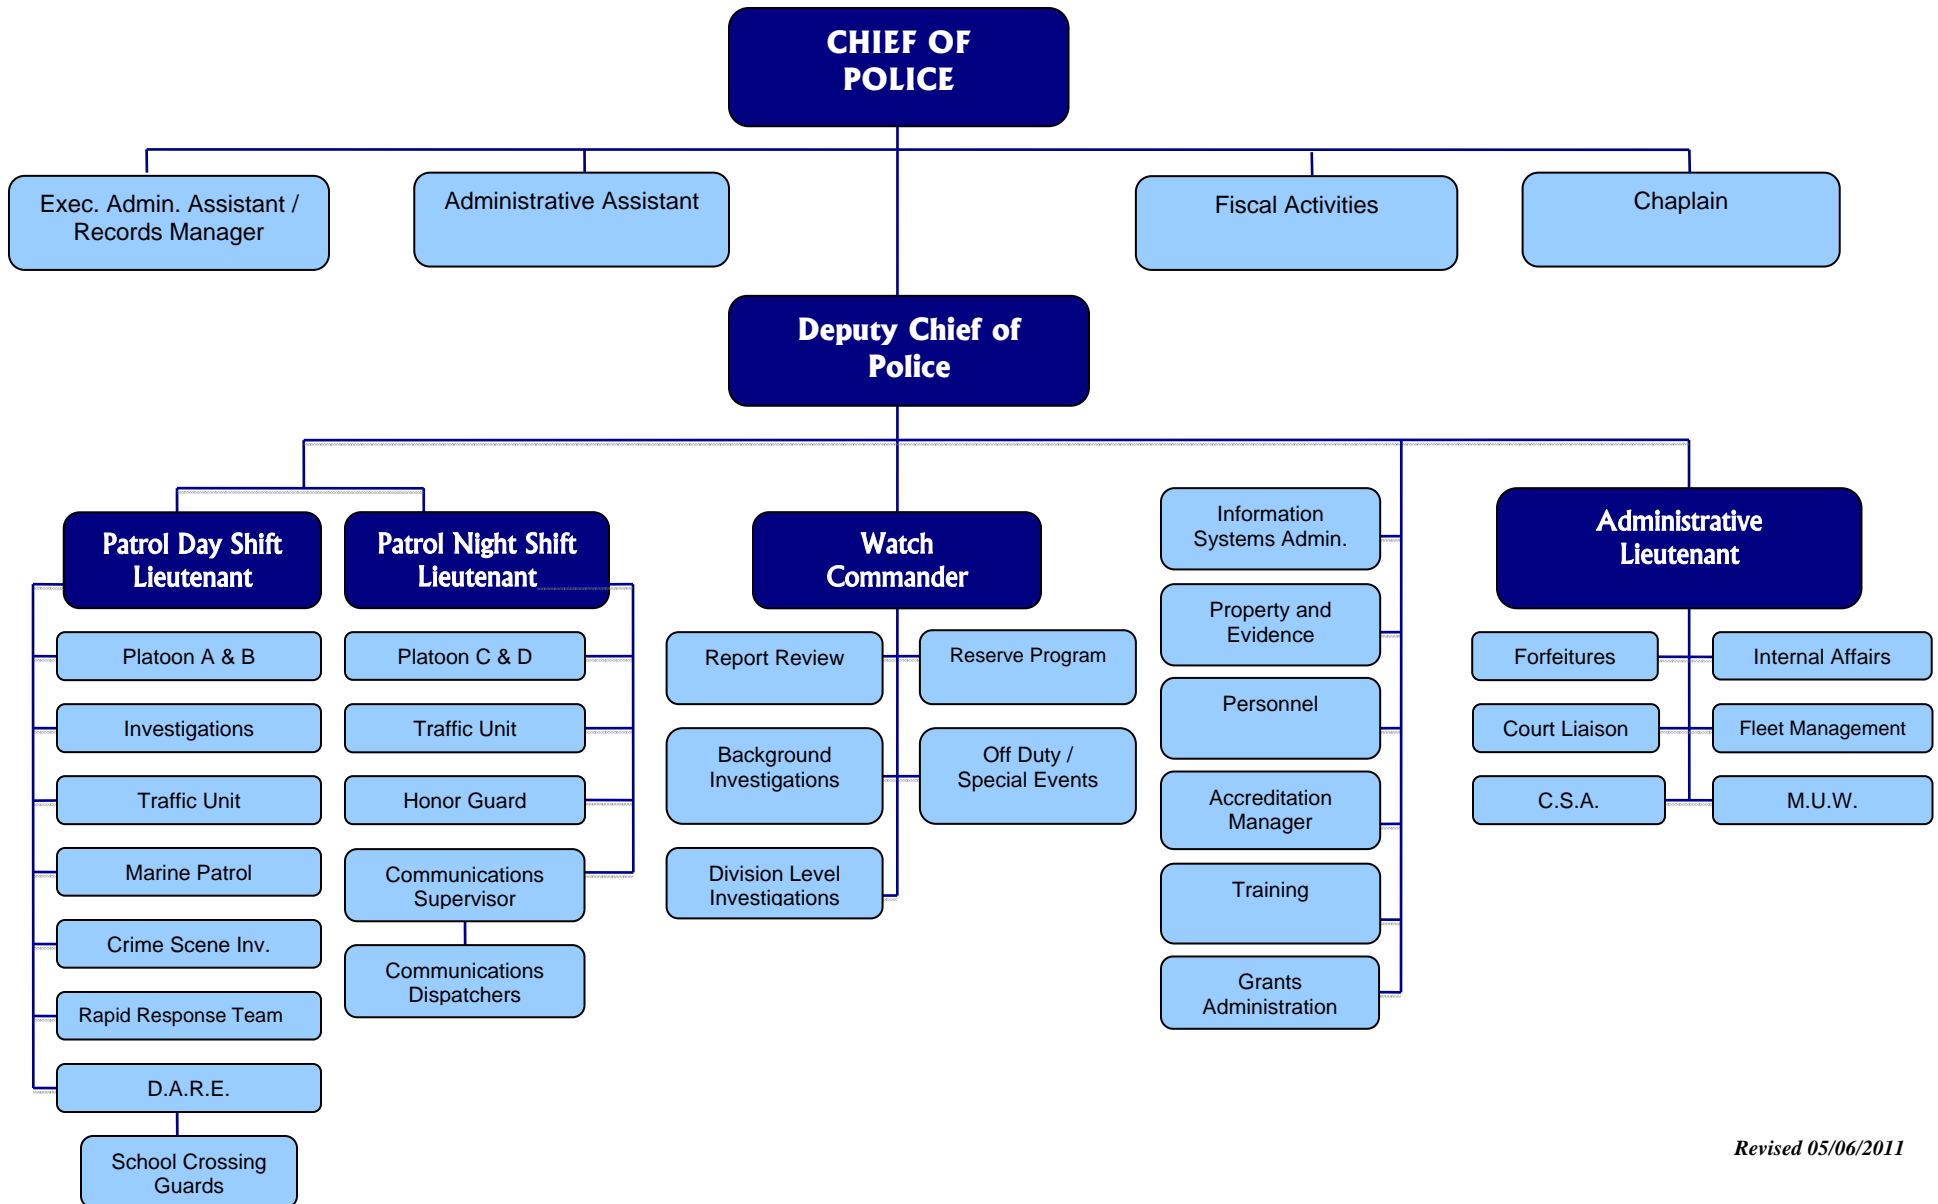 CHIEF OF
POLICE
Exec. Admin. Assistant /
Records Manager
Administrative Assistant
Fiscal Activities
Chaplain
Deputy Chief of
Police
Patrol Day Shift
Lieutenant
Platoon A & B
Investigations
Traffic Unit
Marine Patrol
Crime Scene Inv.
Rapid Response Team
D.A.R.E.
School Crossing
Guards
Patrol Night Shift
Lieutenant
Platoon C & D
Traffic Unit
Honor Guard
Communications
Supervisor
Communications
Dispatchers
Watch
Commander
Report Review
Reserve Program
Background
Investigations
Off Duty /
Special Events
Division Level
Investigations
Information
Systems Admin.
Property and
Evidence
Personnel
Accreditation
Manager
Training
Grants
Administration
Administrative
Lieutenant
Forfeitures
Internal Affairs
Court Liaison
Fleet Management
C.S.A.
M.U.W.
Revised 05/06/2011